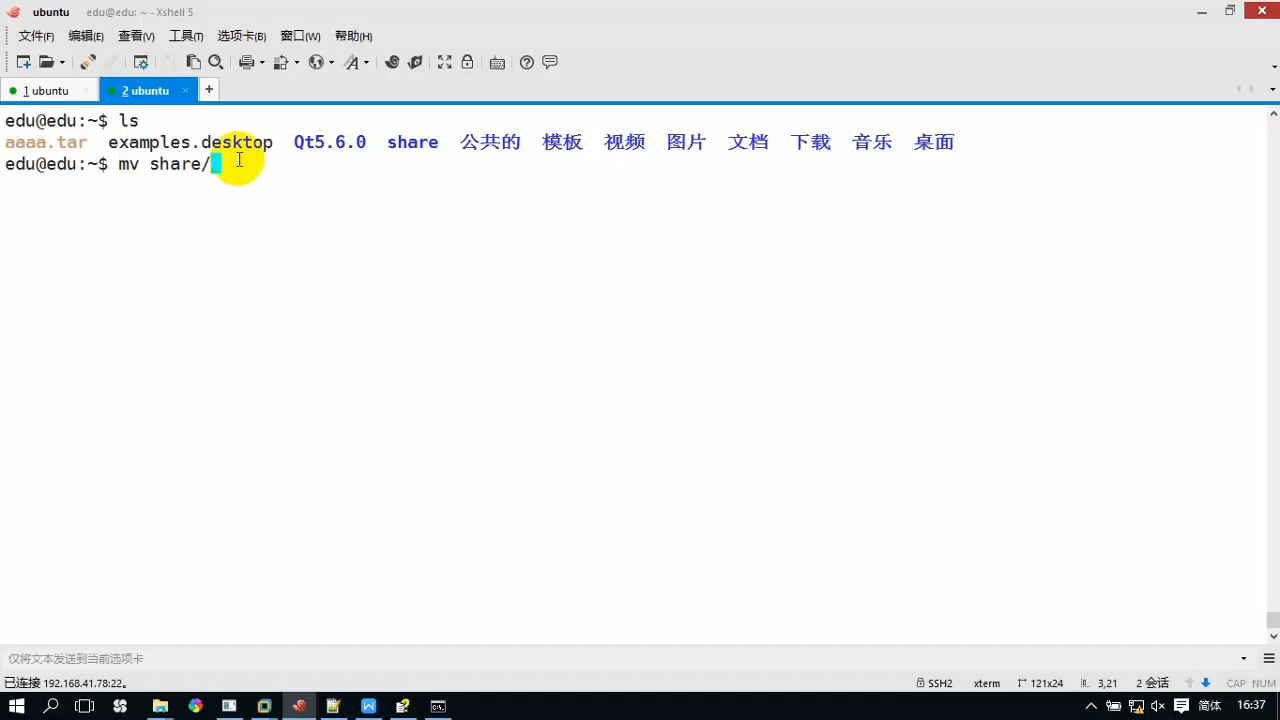 ubuntu edu@edu: ~ - Xshell 5
文件(F) 编辑(E) 查看(V) 工具(T) 选项卡(B) 窗口(W) 帮助(H)
1 ubuntu × 2 ubuntu × +
edu@edu:~$ ls
aaaa.tar examples.desktop Qt5.6.0 share 公共的 模板 视频 图片 文档 下载 音乐 桌面
edu@edu:~$ mv share/
仅将文本发送到当前选项卡
已连接 192.168.41.78:22。 SSH2 xterm 121x24 3,21 2 会话 CAP NUM
简体 16:37